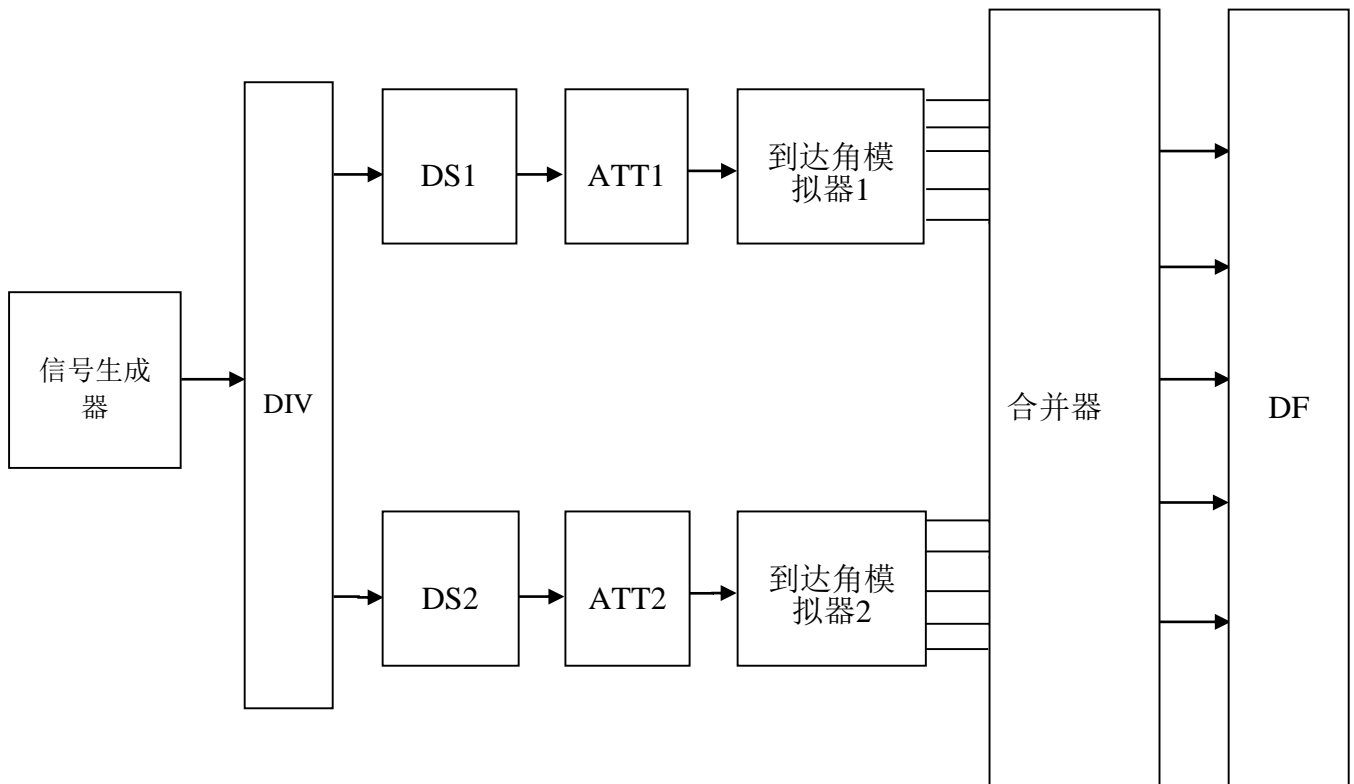 信号生成
器
DIV
DS1
ATT1
到达角模
拟器1
DS2
ATT2
到达角模
拟器2
合并器
DF